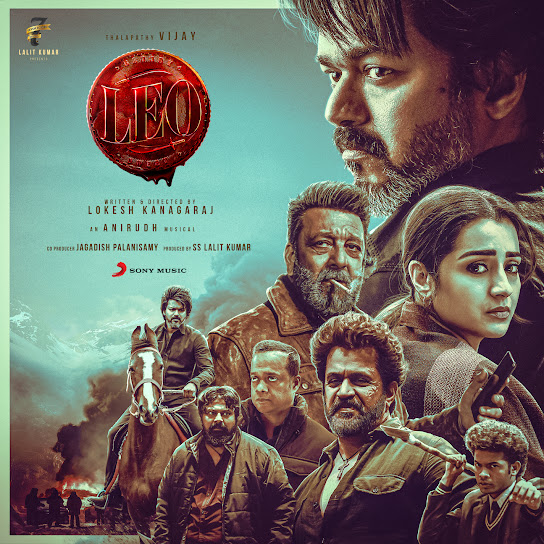 7
LALIT KUMAR
PRESENTS
THALAPATHY VIJAY
LEO
WRITTEN & DIRECTED BY
LOKESH KANAGARAJ
AN ANIRUDH MUSICAL
CO PRODUCER JAGADISH PALANISAMY PRODUCED BY SS LALIT KUMAR
SONY MUSIC